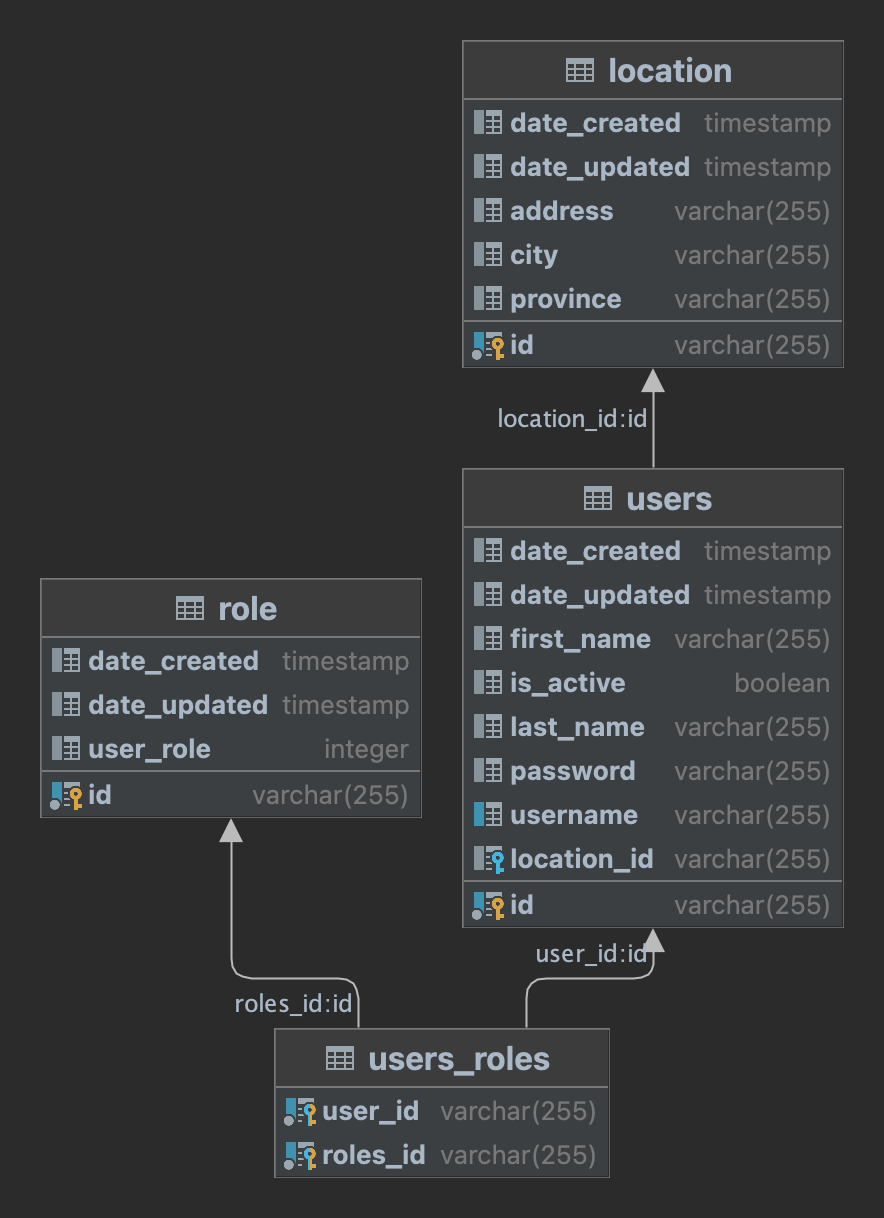 location
date_created timestamp
date_updated timestamp
address varchar(255)
city varchar(255)
province varchar(255)
id varchar(255)
location_id:id
users
date_created timestamp
date_updated timestamp
first_name varchar(255)
is_active boolean
last_name varchar(255)
password varchar(255)
username varchar(255)
location_id varchar(255)
id varchar(255)
role
date_created timestamp
date_updated timestamp
user_role integer
id varchar(255)
user_id:id
roles_id:id
users_roles
user_id varchar(255)
roles_id varchar(255)